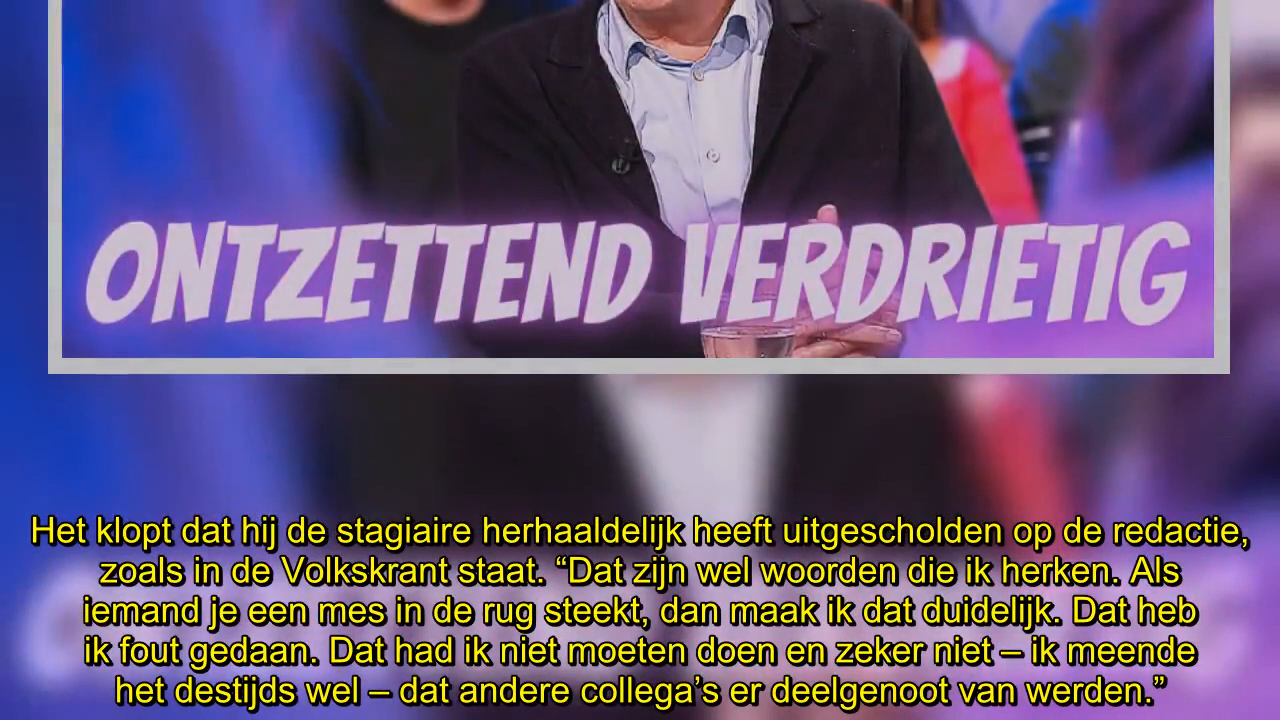 ONTZETTEND VERDRIETIG
Het klopt dat hij de stagiaire herhaaldelijk heeft uitgescholden op de redactie,
zoals in de Volkskrant staat. “Dat zijn wel woorden die ik herken. Als
iemand je een mes in de rug steekt, dan maak ik dat duidelijk. Dat heb
ik fout gedaan. Dat had ik niet moeten doen en zeker niet – ik meende
het destijds wel – dat andere collega’s er deelgenoot van werden.”